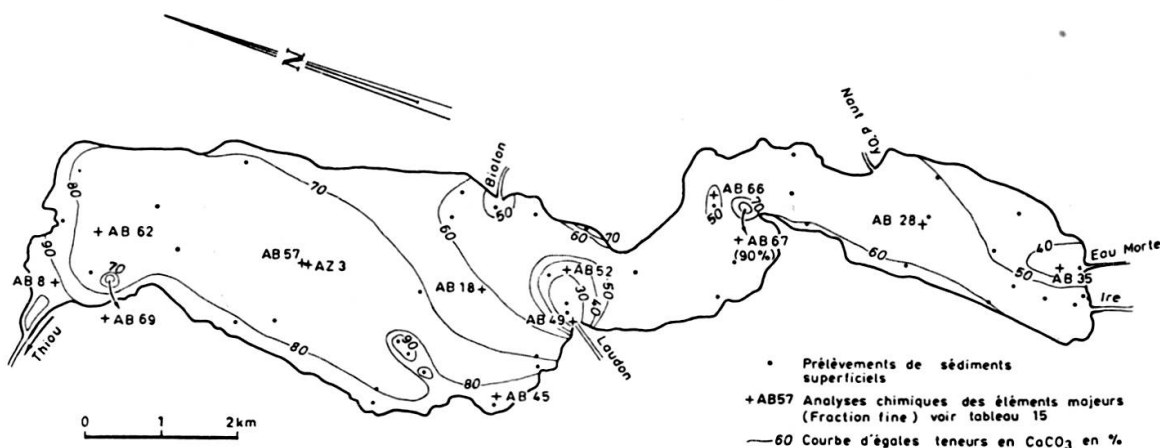 N
Nant d'Oy
Biolon
80
70
60
50
60
70
AB 66
50
70
AB 67
(90%)
AB 28
60
40
AB 35
50
Eau Morte
Ire
AB 62
90
AB 8
70
AB 69
Thiou
AB 57
AZ 3
AB 18
AB 52
50
40
30
AB 49
Laudon
90
80
80
AB 45
0 1 2 km
• Prélèvements de sédiments
superficiels
+AB57 Analyses chimiques des éléments majeurs
(Fraction fine) voir tableau 15
—60 Courbe d'égales teneurs en CaCO₃ en %